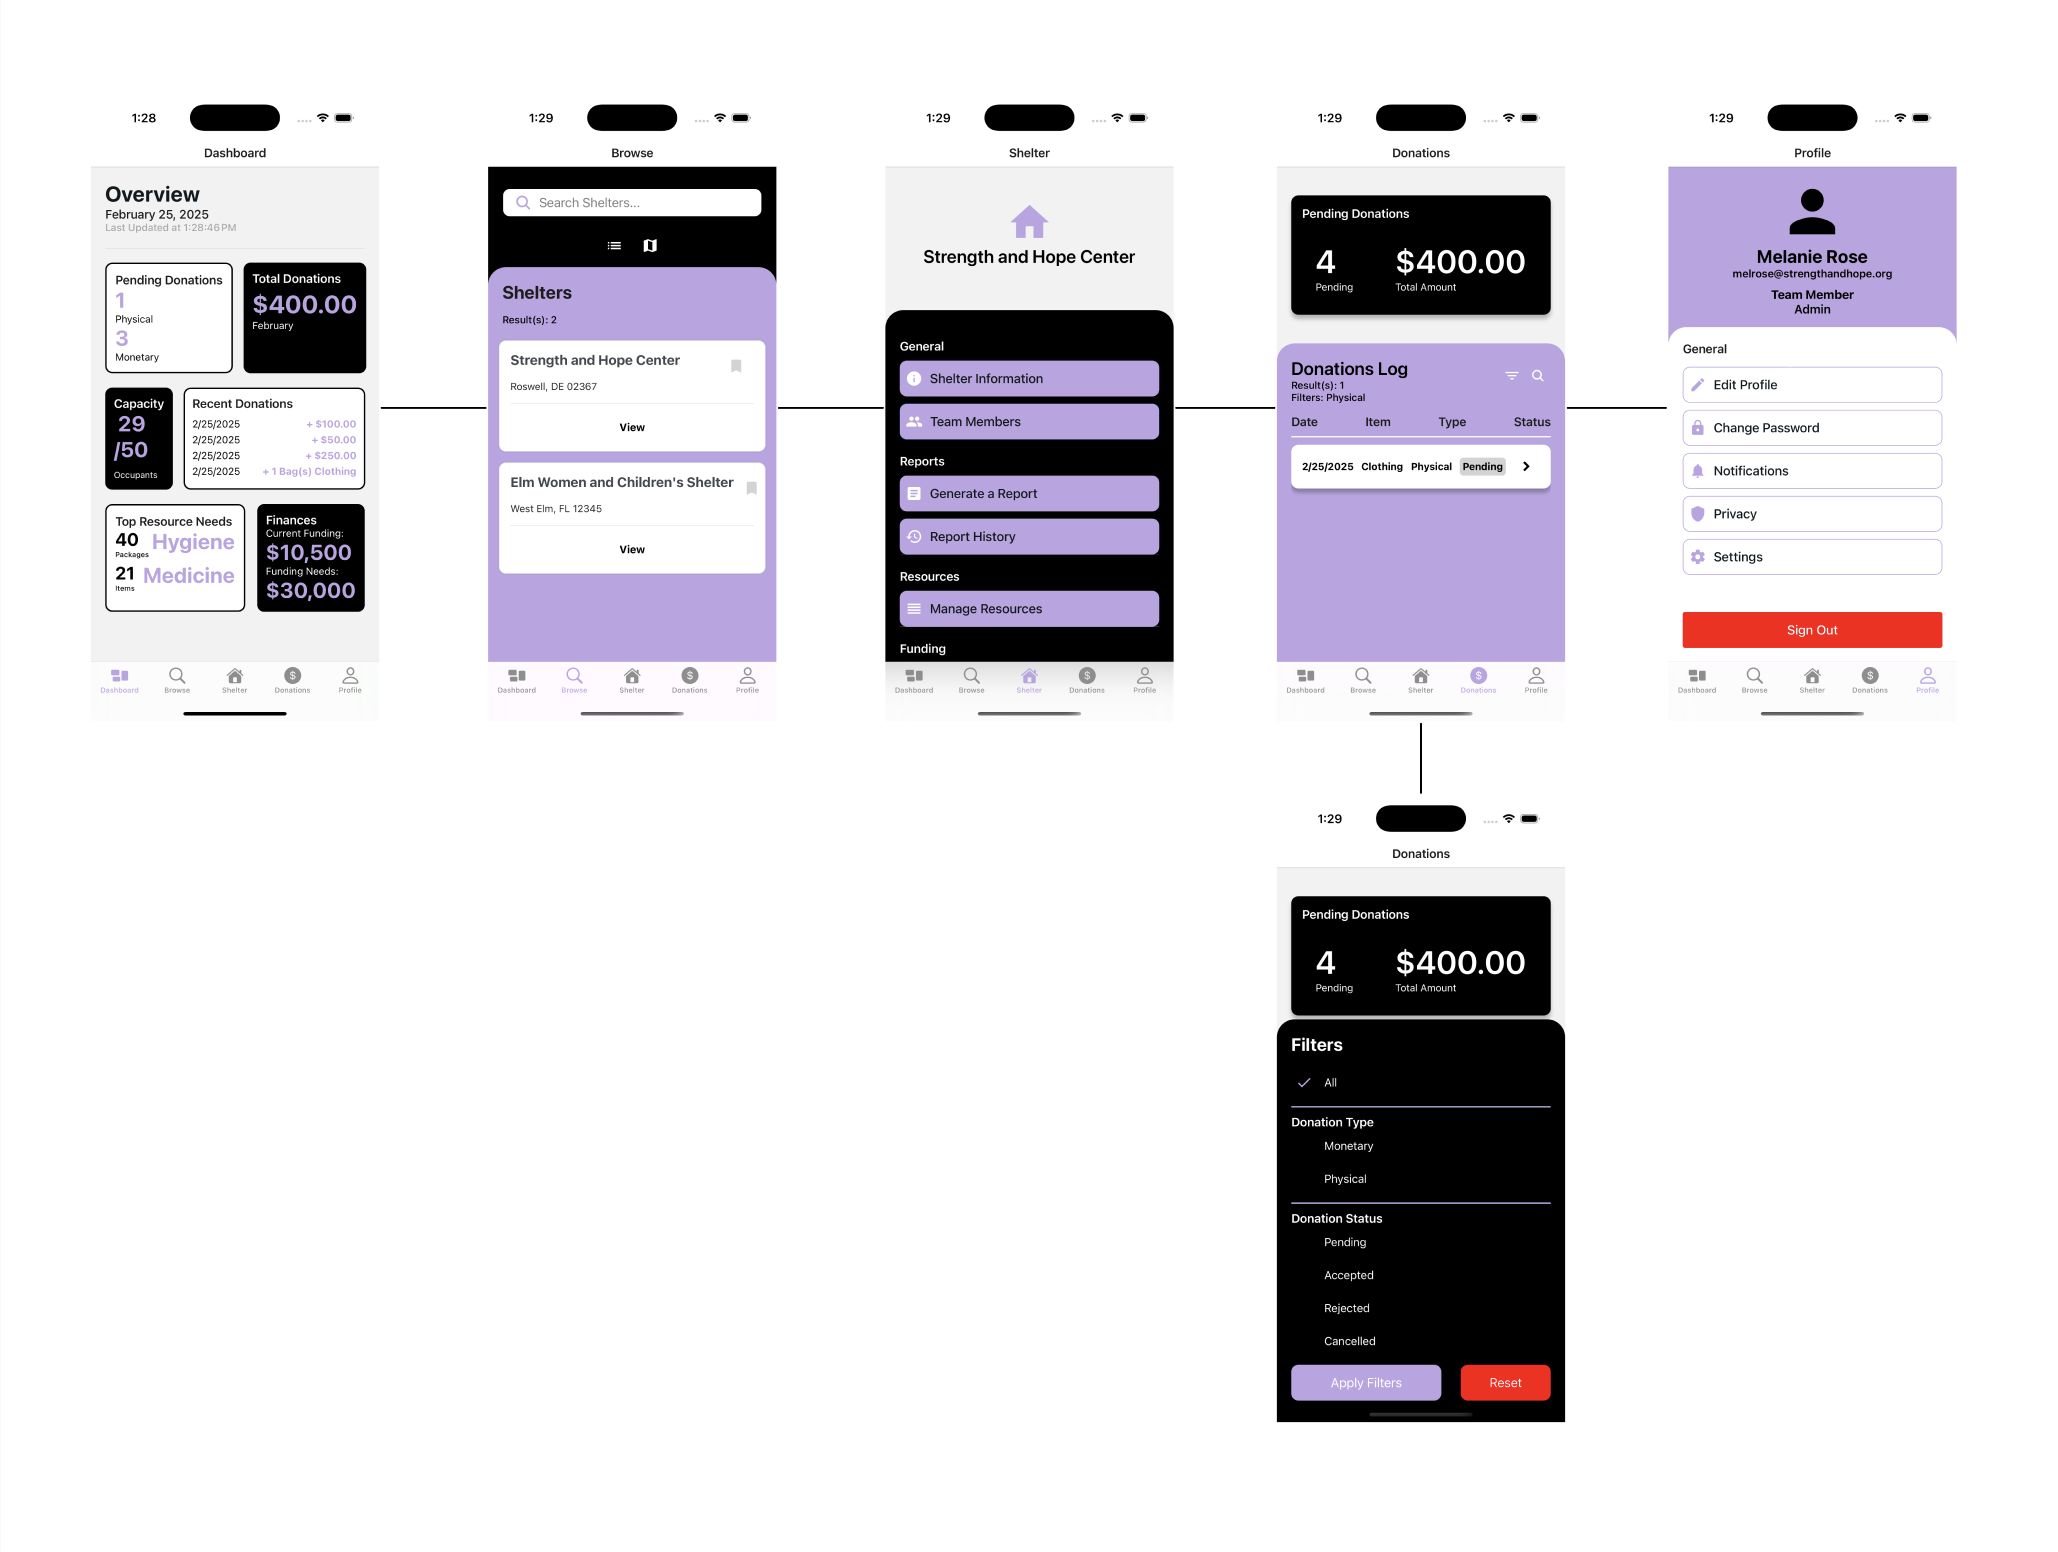 1:28
Dashboard
Overview
February 25, 2025
Last Updated at 1:28:46 PM
Pending Donations
1
Physical
3
Monetary
Total Donations
$400.00
February
Capacity
29
/50
Occupants
Recent Donations
2/25/2025 + $100.00
2/25/2025 + $50.00
2/25/2025 + $250.00
2/25/2025 + 1 Bag(s) Clothing
Top Resource Needs
40 Hygiene
Packages
21 Medicine
Items
Finances
Current Funding:
$10,500
Funding Needs:
$30,000
Dashboard Browse Shelter Donations Profile
1:29
Browse
Search Shelters...
Shelters
Result(s): 2
Strength and Hope Center
Roswell, DE 02367
View
Elm Women and Children's Shelter
West Elm, FL 12345
View
Dashboard Browse Shelter Donations Profile
1:29
Shelter
Strength and Hope Center
General
Shelter Information
Team Members
Reports
Generate a Report
Report History
Resources
Manage Resources
Funding
Dashboard Browse Shelter Donations Profile
1:29
Donations
Pending Donations
4 $400.00
Pending Total Amount
Donations Log
Result(s): 1
Filters: Physical
Date Item Type Status
2/25/2025 Clothing Physical Pending
Dashboard Browse Shelter Donations Profile
1:29
Profile
Melanie Rose
melrose@strengthandhope.org
Team Member
Admin
General
Edit Profile
Change Password
Notifications
Privacy
Settings
Sign Out
Dashboard Browse Shelter Donations Profile
1:29
Donations
Pending Donations
4 $400.00
Pending Total Amount
Filters
All
Donation Type
Monetary
Physical
Donation Status
Pending
Accepted
Rejected
Cancelled
Apply Filters Reset